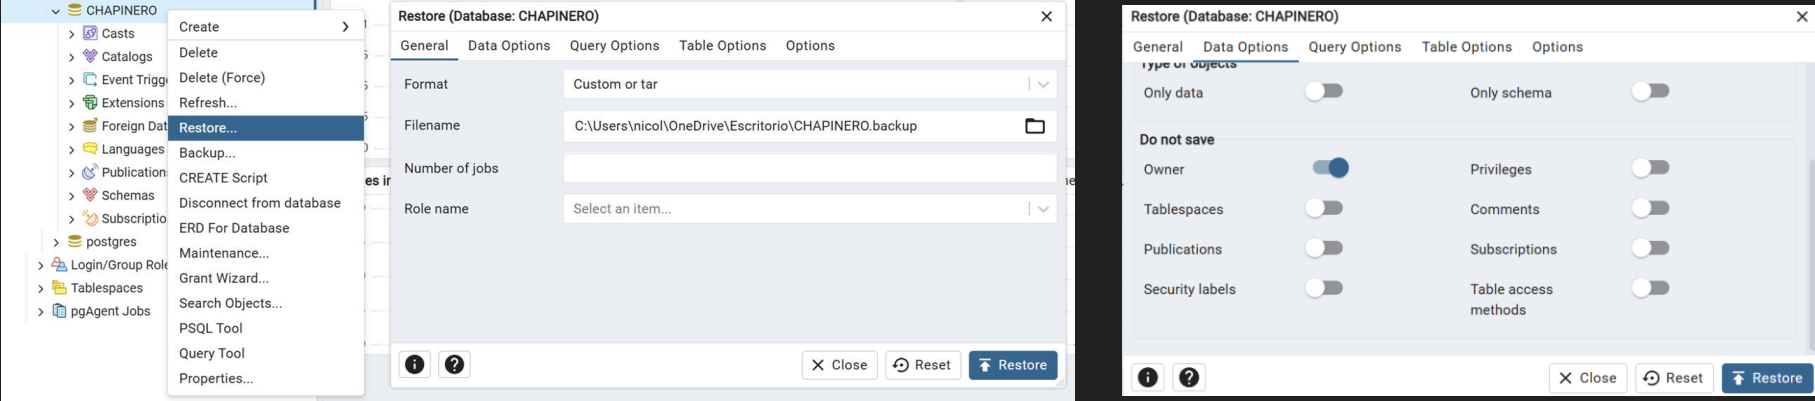 CHAPINERO
Casts
Catalogs
Event Trigg
Extensions
Foreign Dat
Languages
Publication
Schemas
Subscriptio
postgres
Login/Group Role
Tablespaces
pgAgent Jobs
Create
Delete
Delete (Force)
Refresh...
Restore...
Backup...
CREATE Script
Disconnect from database
ERD For Database
Maintenance...
Grant Wizard...
Search Objects...
PSQL Tool
Query Tool
Properties...
es in
Restore (Database: CHAPINERO)
General Data Options Query Options Table Options Options
Format Custom or tar
Filename C:\Users\nicol\OneDrive\Escritorio\CHAPINERO.backup
Number of jobs
Role name Select an item...
Close Reset Restore
Restore (Database: CHAPINERO)
General Data Options Query Options Table Options Options
Type of objects
Only data Only schema
Do not save
Owner Privileges
Tablespaces Comments
Publications Subscriptions
Security labels Table access
methods
Close Reset Restore